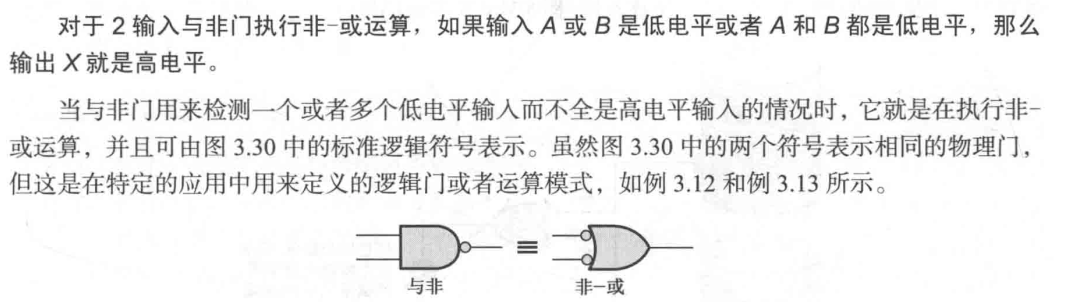 对于 2 输入与非门执行非-或运算，如果输入 A 或 B 是低电平或者 A 和 B 都是低电平，那么
输出 X 就是高电平。
当与非门用来检测一个或者多个低电平输入而不全是高电平输入的情况时，它就是在执行非-
或运算，并且可由图 3.30 中的标准逻辑符号表示。虽然图 3.30 中的两个符号表示相同的物理门，
但这是在特定的应用中用来定义的逻辑门或者运算模式，如例 3.12 和例 3.13 所示。
≡
与非 非-或